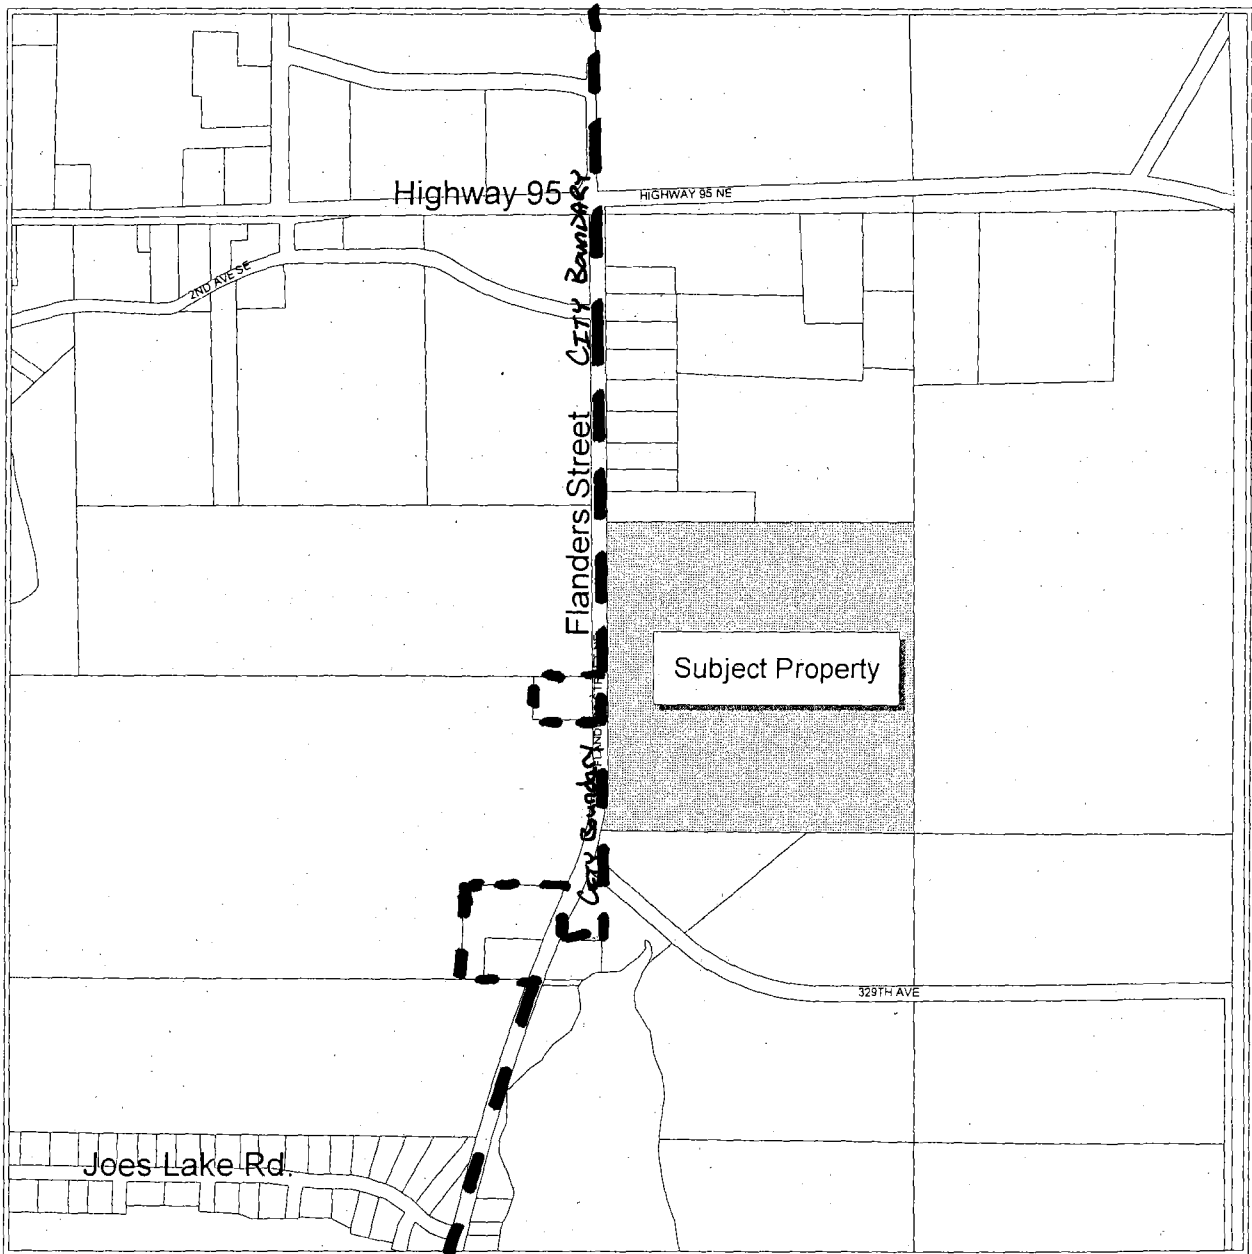 Highway 95
HIGHWAY 95 NE
CITY BOUNDARY
2ND AVE SE
Flanders Street
Subject Property
City Boundary
329TH AVE
Joes Lake Rd.